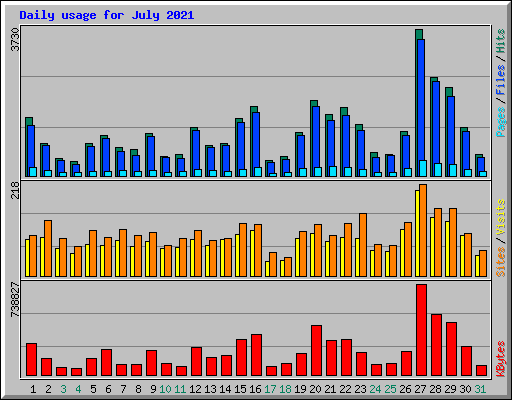 Daily usage for July 2021
3730
Pages / Files / Hits
218
Sites / Visits
738827
KBytes
1 2 3 4 5 6 7 8 9 10 11 12 13 14 15 16 17 18 19 20 21 22 23 24 25 26 27 28 29 30 31